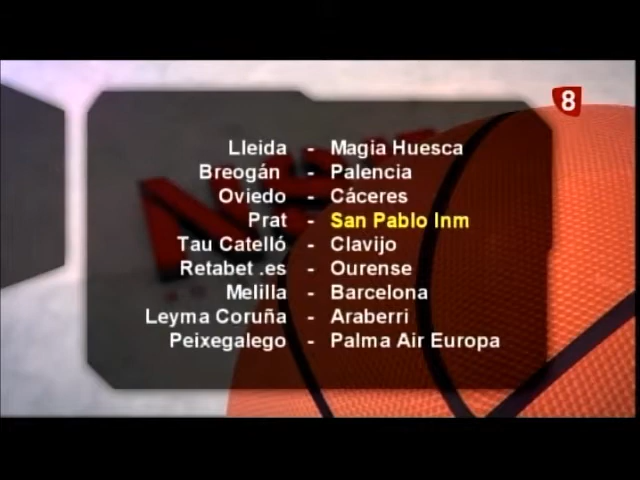 8
Lleida - Magia Huesca
Breogán - Palencia
Oviedo - Cáceres
Prat - San Pablo Inm
Tau Catelló - Clavijo
Retabet .es - Ourense
Melilla - Barcelona
Leyma Coruña - Araberri
Peixegalego - Palma Air Europa